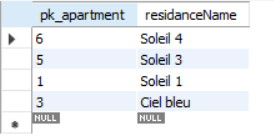 pk_apartment residanceName
6 Soleil 4
5 Soleil 3
1 Soleil 1
3 Ciel bleu
NULL NULL